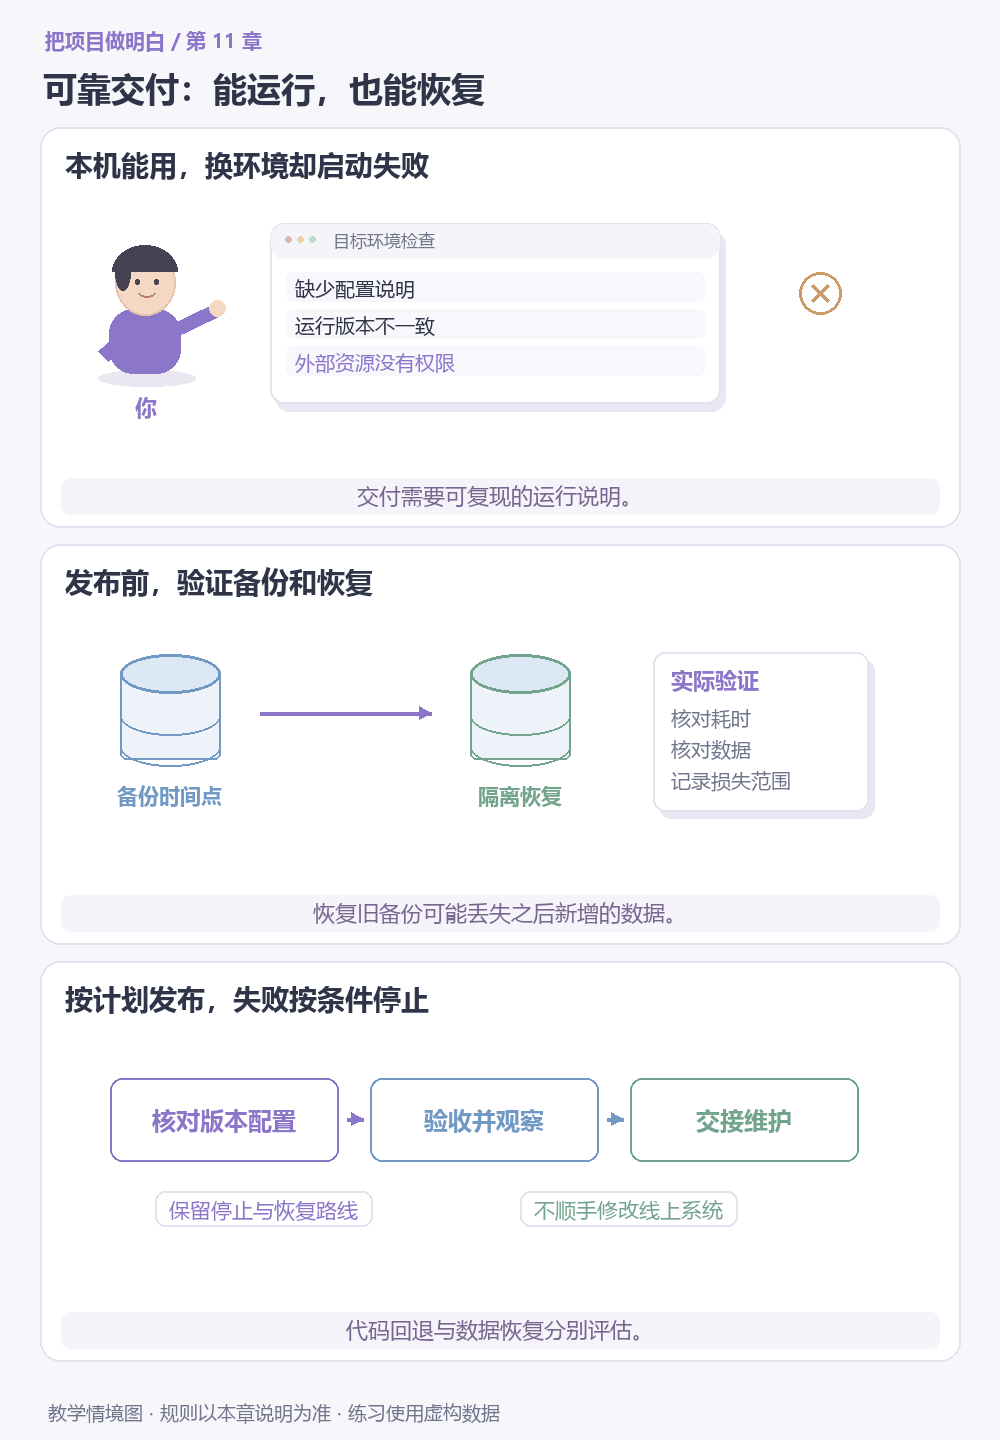 把项目做明白 / 第 11 章
可靠交付：能运行，也能恢复
本机能用，换环境却启动失败
目标环境检查
缺少配置说明
运行版本不一致
外部资源没有权限
你
交付需要可复现的运行说明。
发布前，验证备份和恢复
备份时间点
隔离恢复
实际验证
核对耗时
核对数据
记录损失范围
恢复旧备份可能丢失之后新增的数据。
按计划发布，失败按条件停止
核对版本配置
验收并观察
交接维护
保留停止与恢复路线
不顺手修改线上系统
代码回退与数据恢复分别评估。
教学情境图 · 规则以本章说明为准 · 练习使用虚构数据